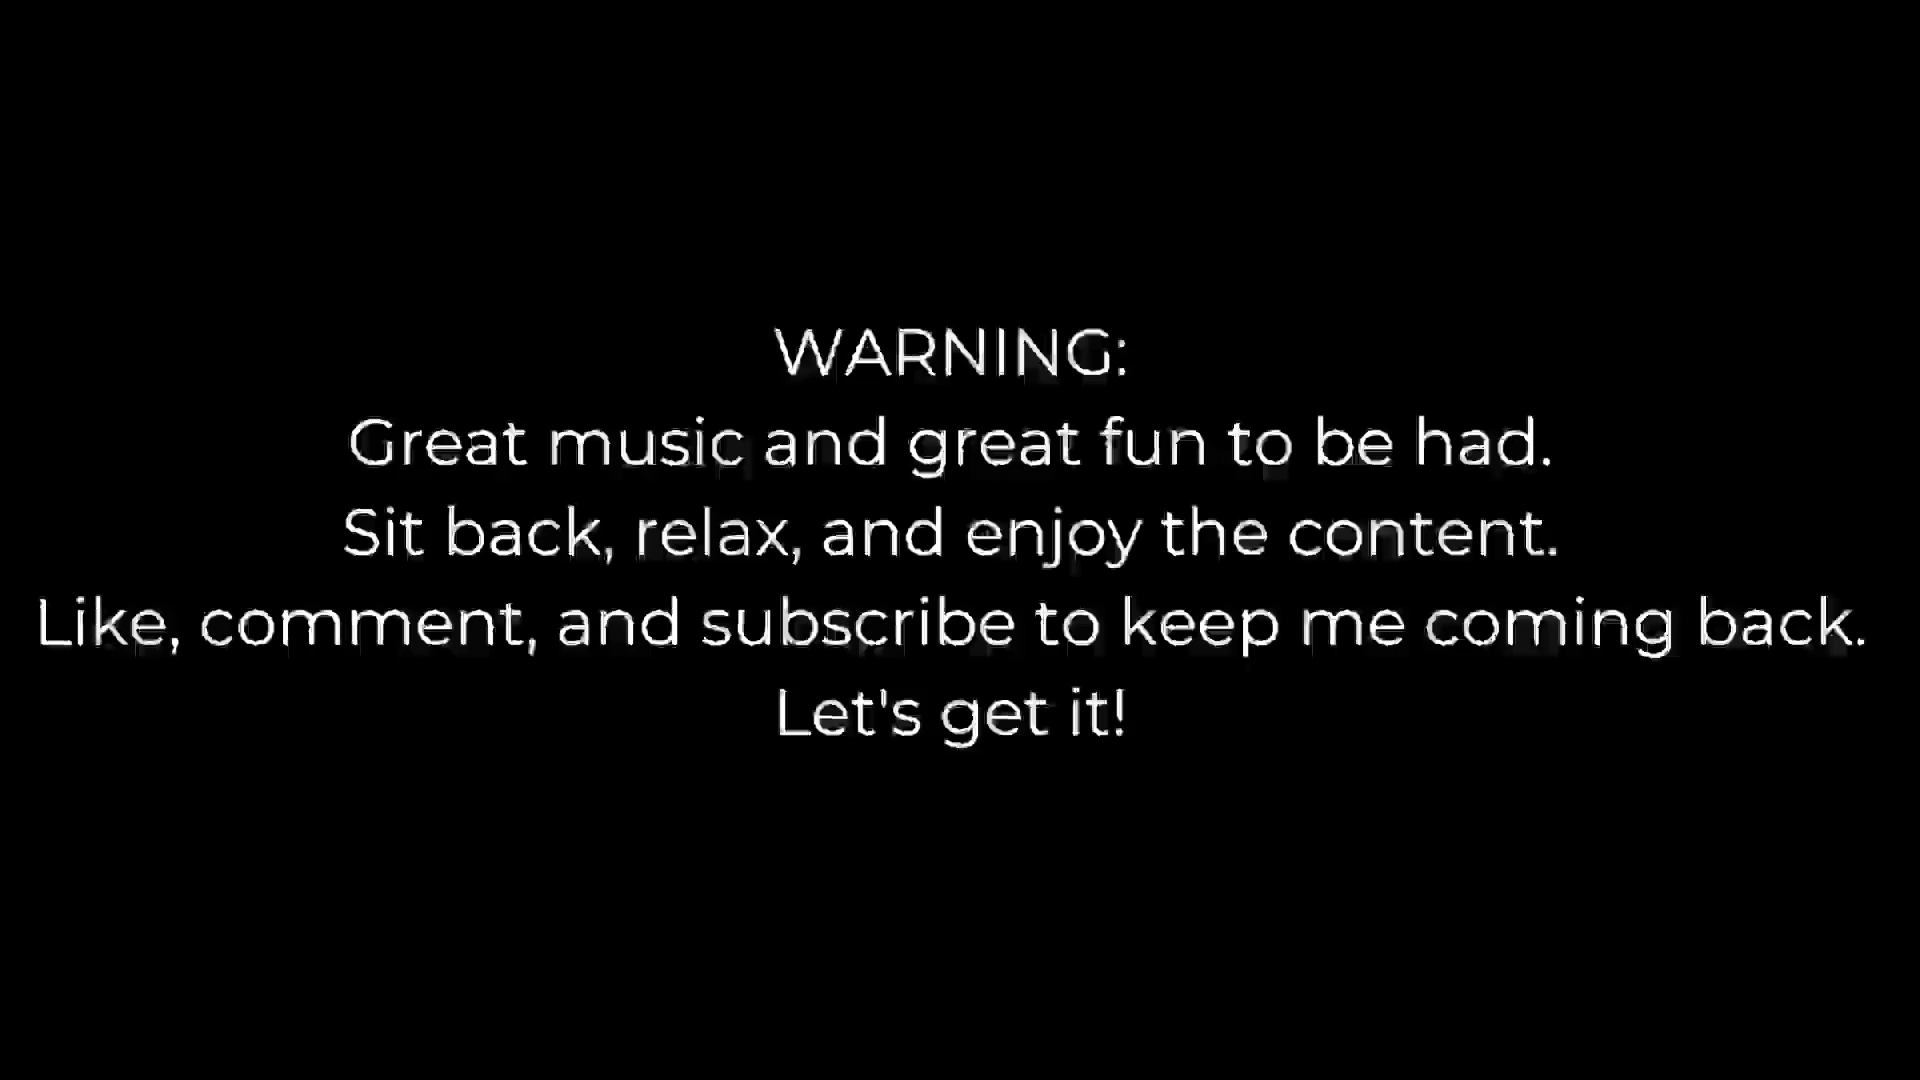 WARNING:
Great music and great fun to be had.
Sit back, relax, and enjoy the content.
Like, comment, and subscribe to keep me coming back.
Let's get it!